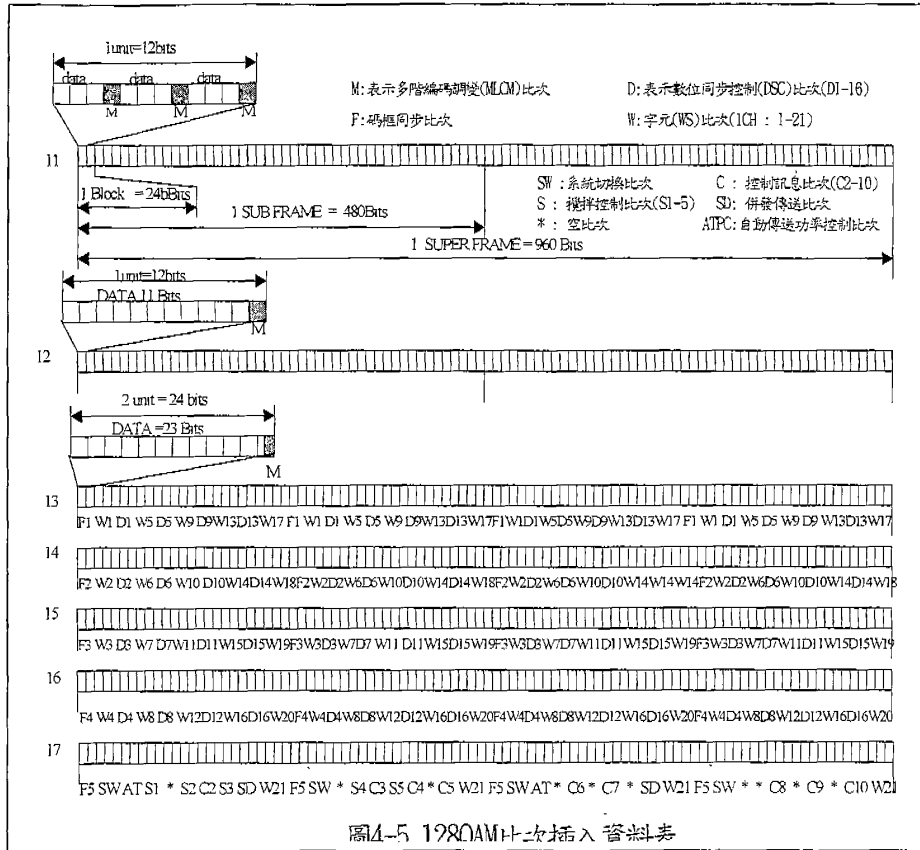 1unit=12bits
data data data
M M M
M:表示多階編碼調變(MLCM)比次 D:表示數位同步控制(DSC)比次(D1-16)
F:碼框同步比次 W:字元(WS)比次(1CH : 1-21)
I1
SW :系統切換比次 C : 控制訊息比次(C2-10)
1 Block = 24bBits
S : 攪拌控制比次(S1-5) SD: 併發傳送比次
1 SUB FRAME = 480Bits
* : 空比次 ATPC:自動傳送功率控制比次
1 SUPER FRAME = 960 Bits
1unit=12bits
DATA 11 Bits
M
I2
2 unit = 24 bits
DATA =23 Bits
M
I3
F1 W1 D1 W5 D5 W9 D9W13D13W17 F1 W1 D1 W5 D5 W9 D9W13D13W17F1W1D1W5D5W9D9W13D13W17 F1 W1 D1 W5 D5 W9 D9 W13D13W17
I4
F2 W2 D2 W6 D6 W10 D10W14D14W18F2W2D2W6D6W10D10W14D14W18F2W2D2W6D6W10D10W14W14W14F2W2D2W6D6W10D10W14D14W18
I5
F3 W3 D3 W7 D7W11D11W15D15W19F3W3D3W7D7 W11 D11W15D15W19F3W3D3W7D7W11D11W15D15W19F3W3D3W7D7W11D11W15D15W19
I6
F4 W4 D4 W8 D8 W12D12W16D16W20F4W4D4W8D8W12D12W16D16W20F4W4D4W8D8W12D12W16D16W20F4W4D4W8D8W12D12W16D16W20
I7
F5 SW AT S1 * S2 C2 S3 SD W21 F5 SW * S4 C3 S5 C4 * C5 W21 F5 SW AT * C6 * C7 * SD W21 F5 SW * * C8 * C9 * C10 W21
圖4-5 128QAM比次插入資料表